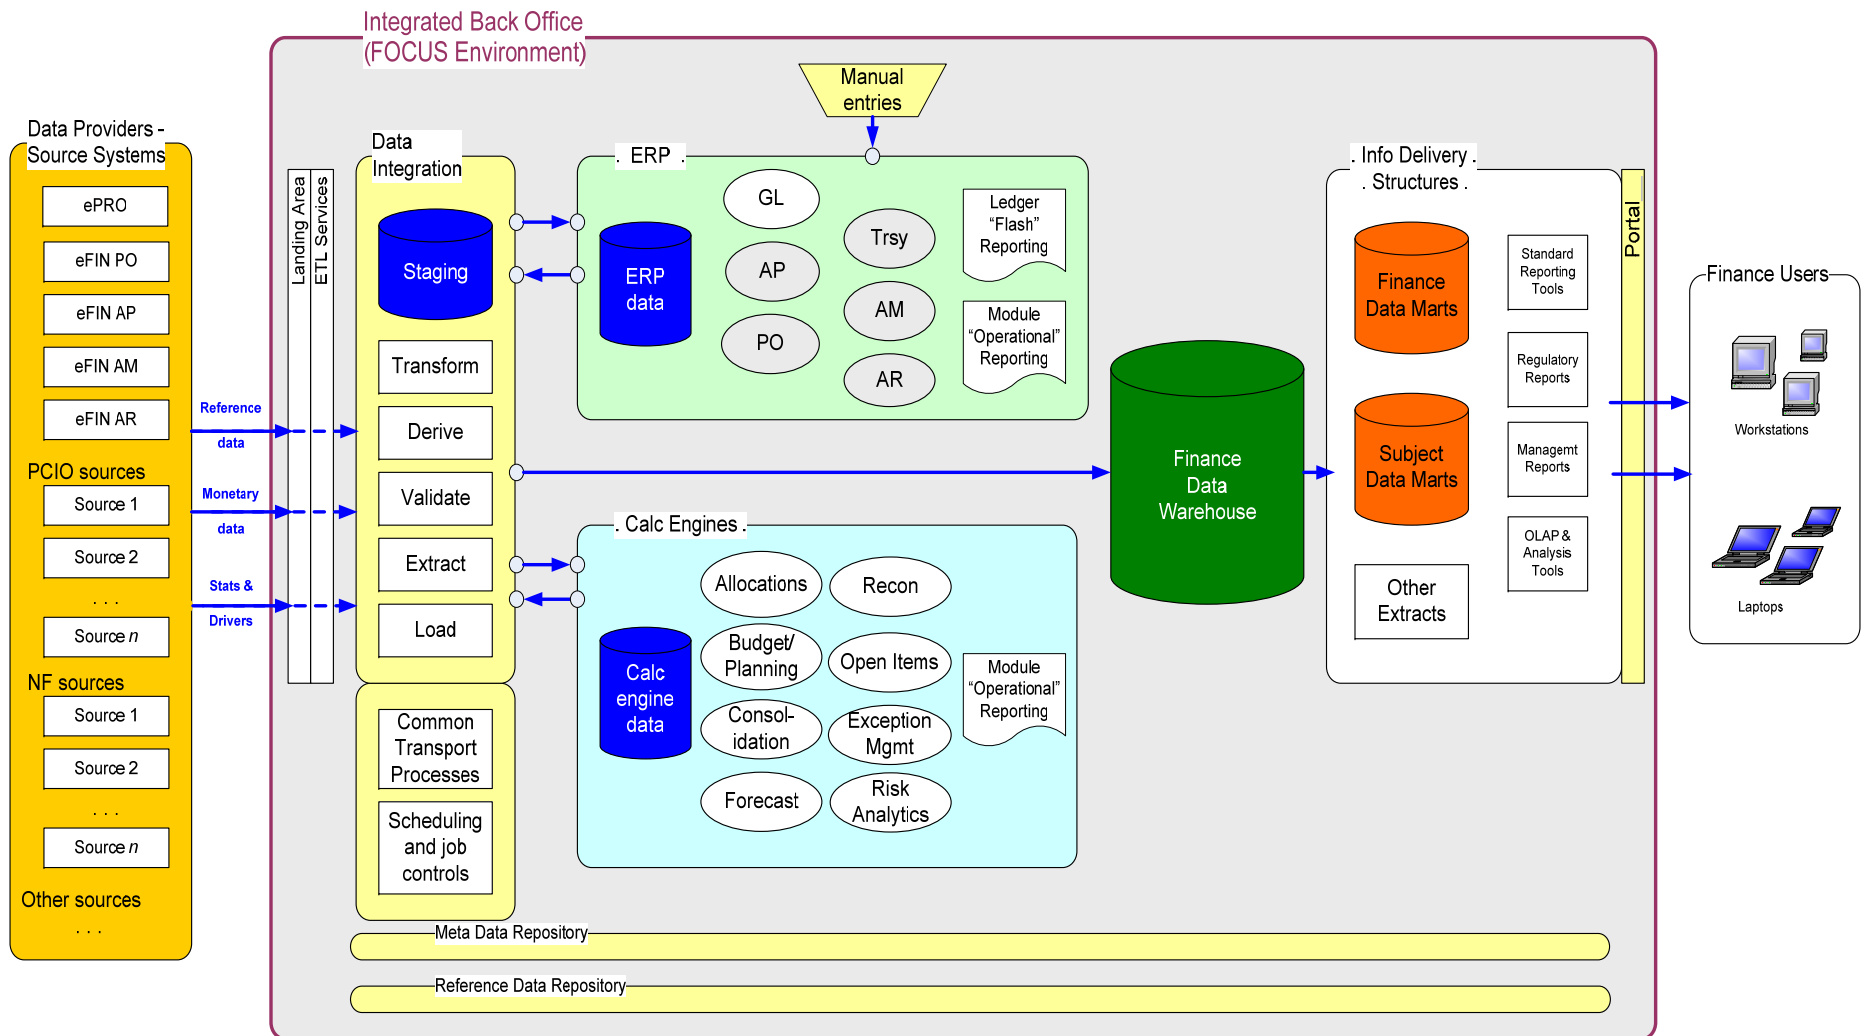 Integrated Back Office
(FOCUS Environment)
Data Providers -
Source Systems
ePRO
eFIN PO
eFIN AP
eFIN AM
eFIN AR
PCIO sources
Source 1
Source 2
. . .
Source n
NF sources
Source 1
Source 2
. . .
Source n
Other sources
. . .
Reference
data
Monetary
data
Stats &
Drivers
Landing Area
ETL Services
Data
Integration
Staging
Transform
Derive
Validate
Extract
Load
Common
Transport
Processes
Scheduling
and job
controls
Manual
entries
. ERP .
ERP
data
GL
AP
PO
Trsy
AM
AR
Ledger
“Flash”
Reporting
Module
“Operational”
Reporting
. Calc Engines .
Calc
engine
data
Allocations
Budget/
Planning
Consol-
idation
Forecast
Recon
Open Items
Exception
Mgmt
Risk
Analytics
Module
“Operational”
Reporting
Finance
Data
Warehouse
. Info Delivery .
. Structures .
Finance
Data Marts
Subject
Data Marts
Other
Extracts
Standard
Reporting
Tools
Regulatory
Reports
Managemt
Reports
OLAP &
Analysis
Tools
Portal
Finance Users
Workstations
Laptops
Meta Data Repository
Reference Data Repository